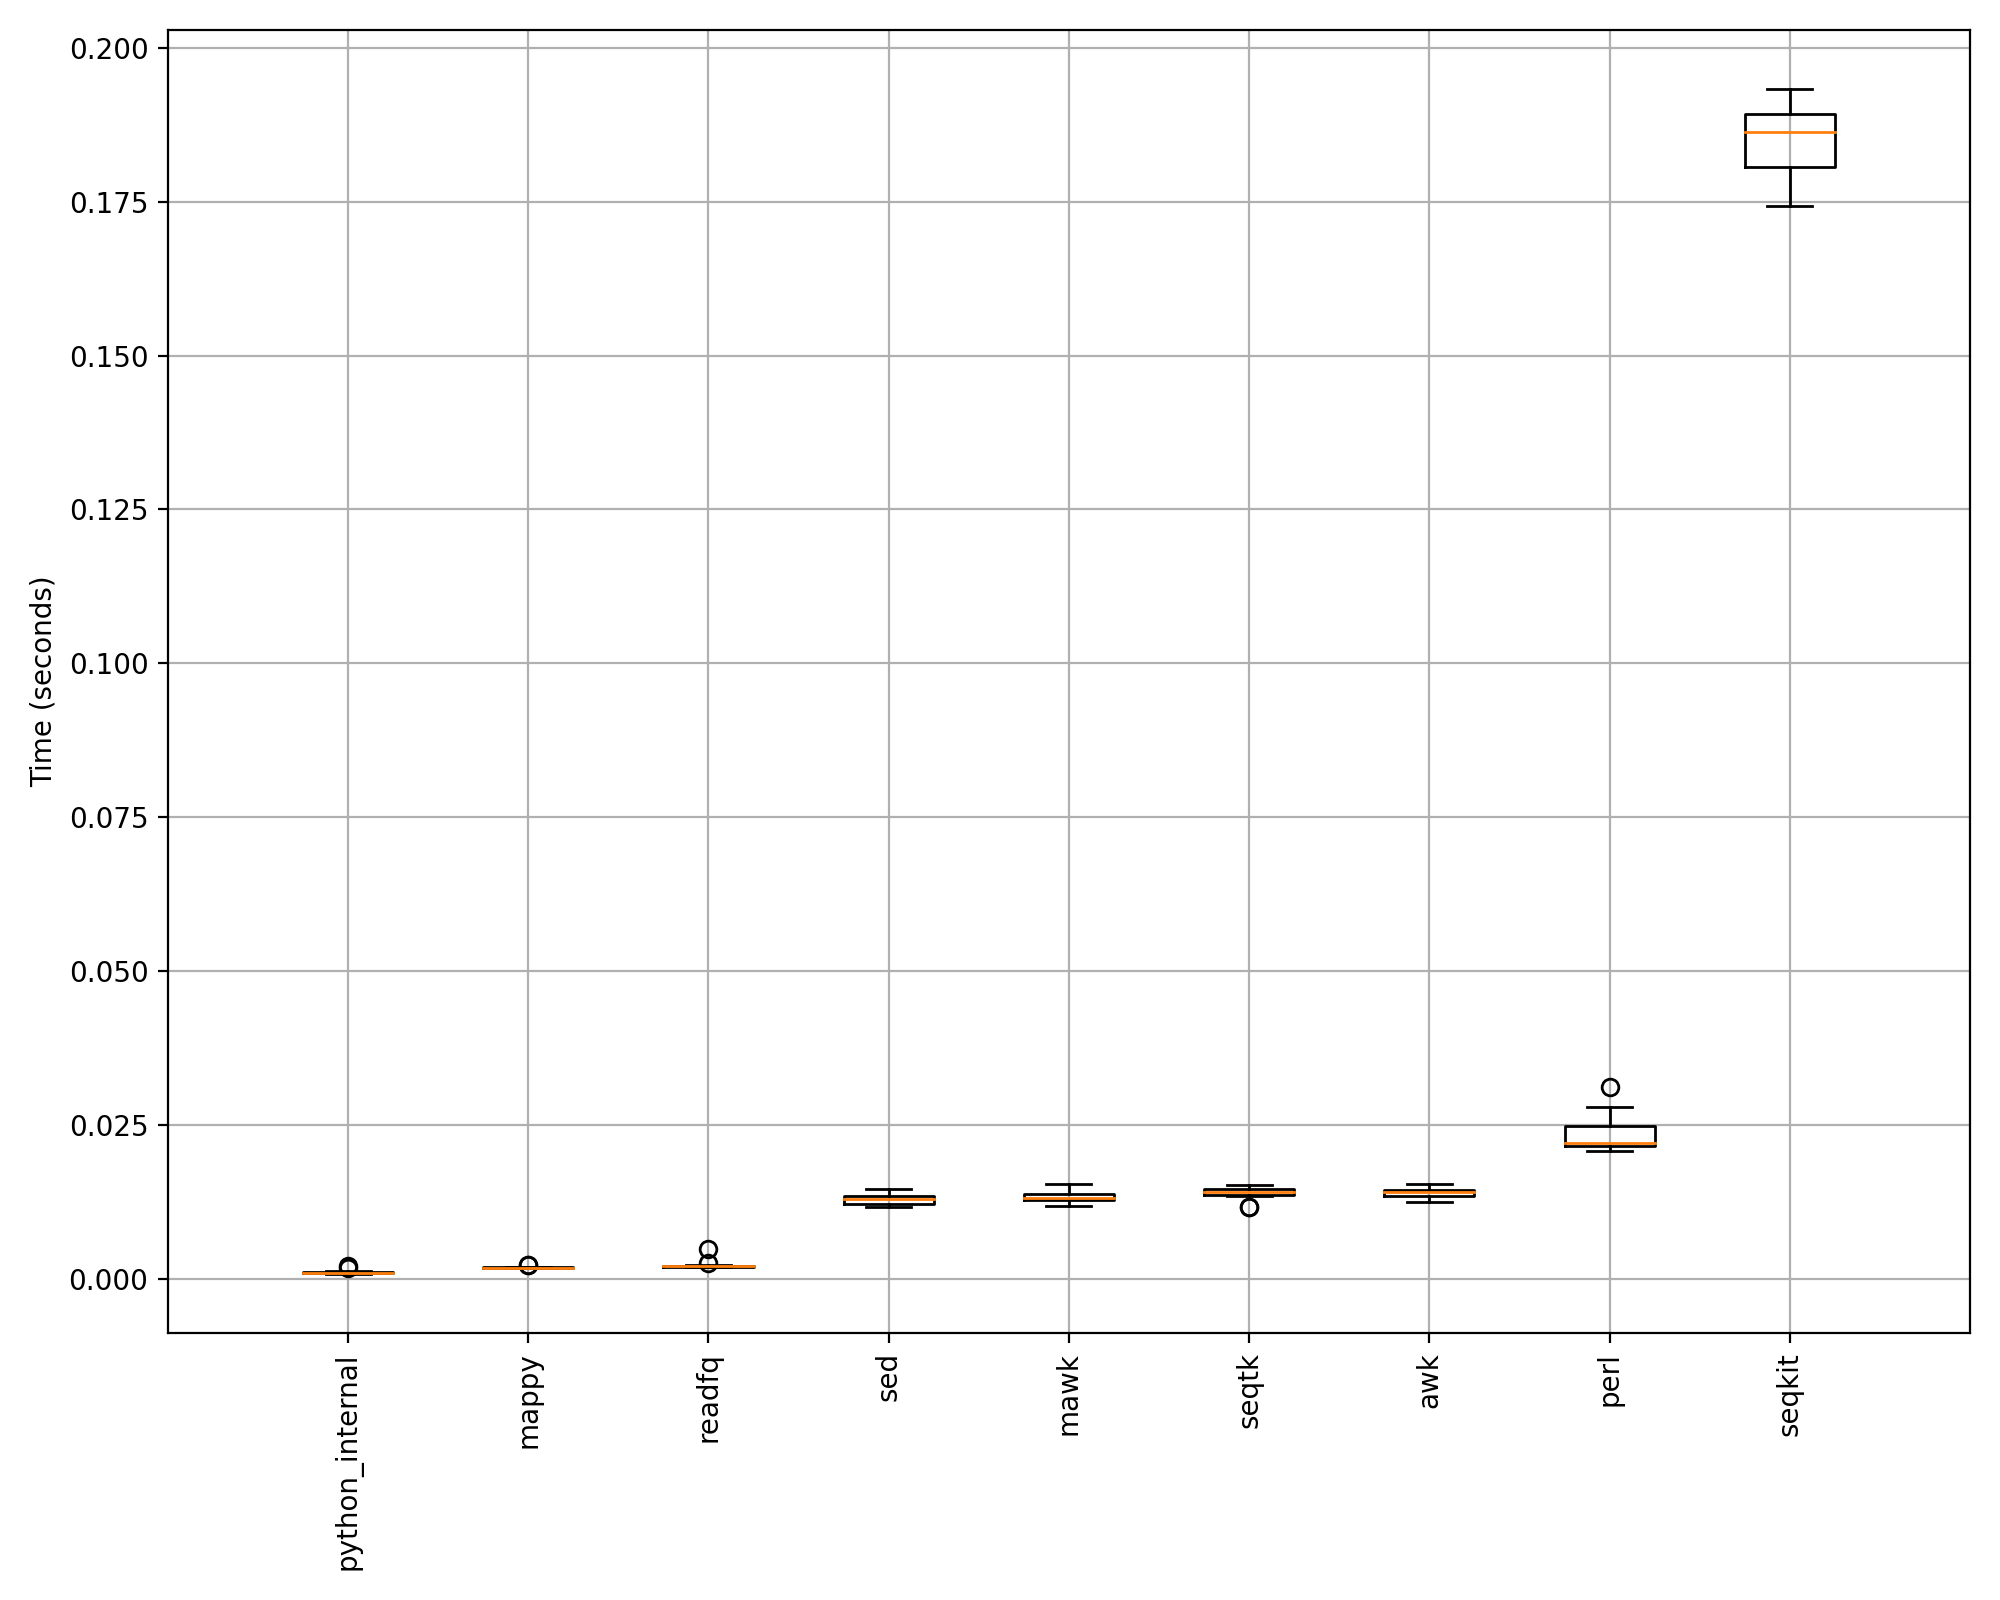 0.200
0.175
0.150
0.125
0.100
0.075
0.050
0.025
0.000
Time (seconds)
python_internal
mappy
readfq
sed
mawk
seqtk
awk
perl
seqkit